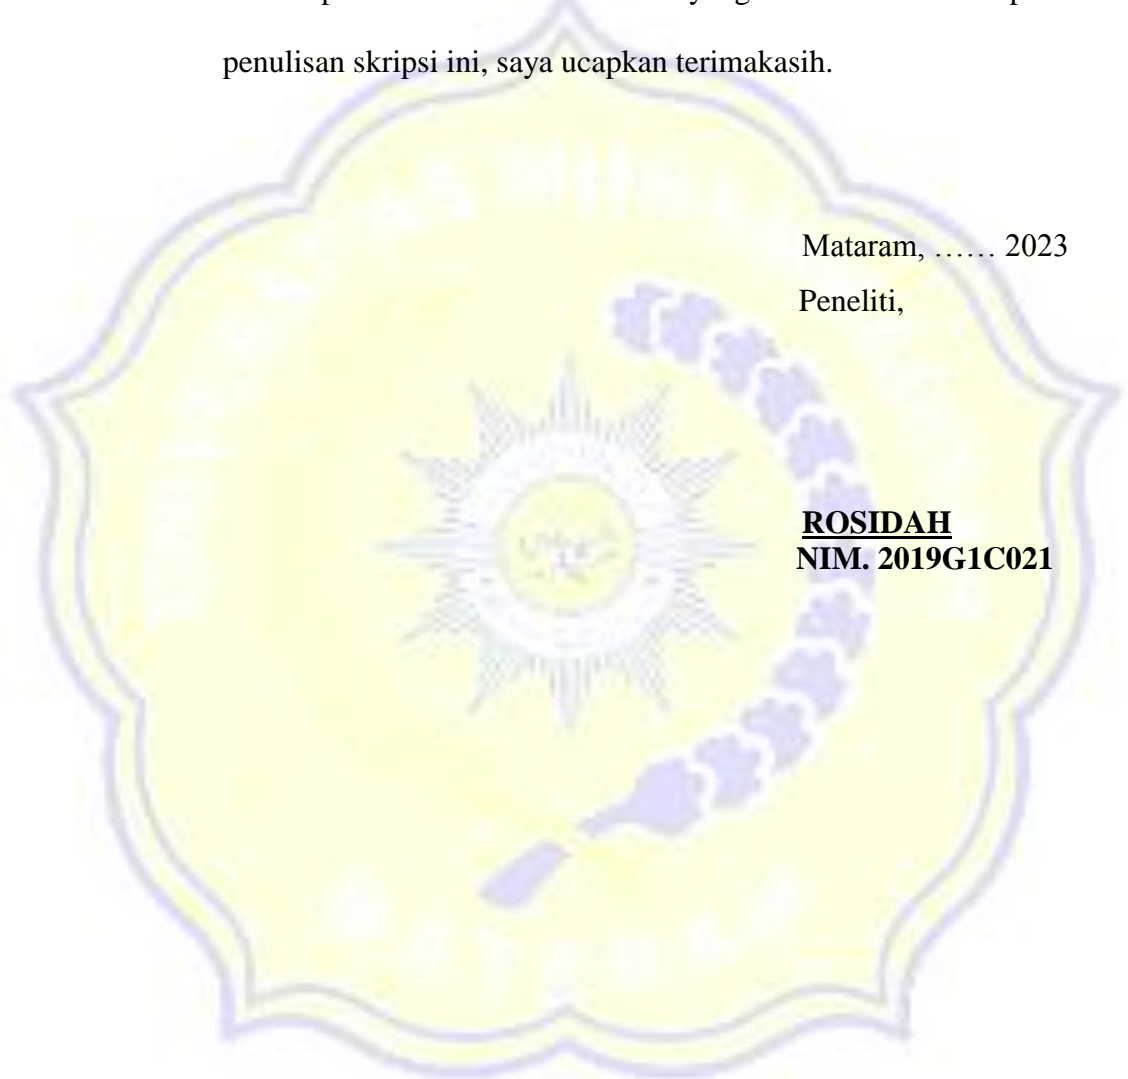 penulisan skripsi ini, saya ucapkan terimakasih.
Mataram, …… 2023
Peneliti,
ROSIDAH
NIM. 2019G1C021